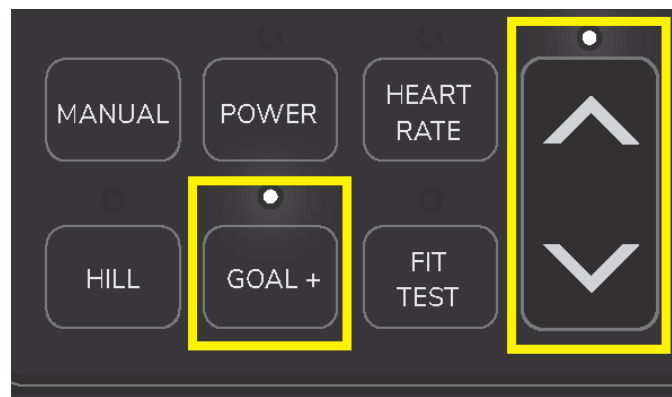 MANUAL
POWER
HEART
RATE
HILL
GOAL +
FIT
TEST